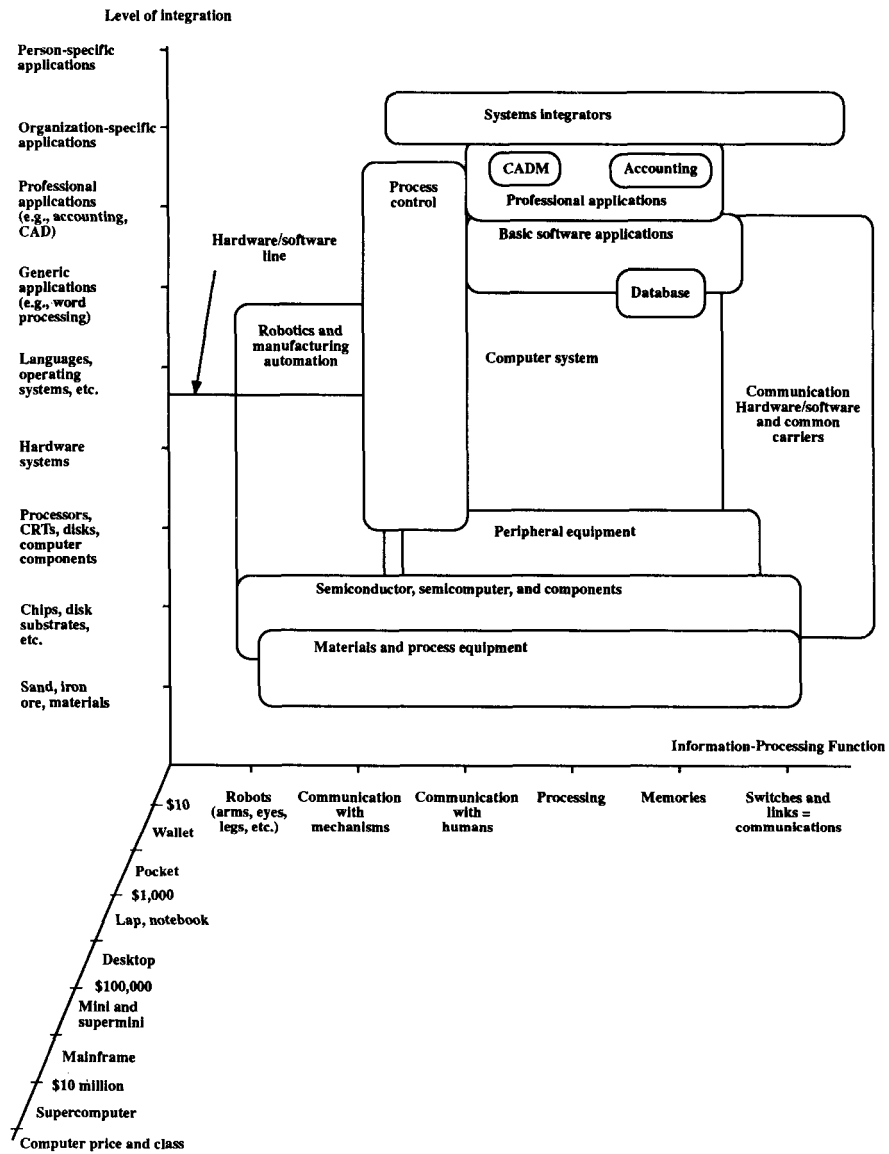 Level of integration
Person-specific
applications
Organization-specific
applications
Professional
applications
(e.g., accounting,
CAD)
Generic
applications
(e.g., word
processing)
Languages,
operating
systems, etc.
Hardware
systems
Processors,
CRTs, disks,
computer
components
Chips, disk
substrates,
etc.
Sand, iron
ore, materials
Hardware/software
line
Systems integrators
CADM
Accounting
Professional applications
Process
control
Basic software applications
Database
Robotics and
manufacturing
automation
Computer system
Communication
Hardware/software
and common
carriers
Peripheral equipment
Semiconductor, semicomputer, and components
Materials and process equipment
Information-Processing Function
Robots
(arms, eyes,
legs, etc.)
Communication
with
mechanisms
Communication
with
humans
Processing
Memories
Switches and
links =
communications
$10
Wallet
Pocket
$1,000
Lap, notebook
Desktop
$100,000
Mini and
supermini
Mainframe
$10 million
Supercomputer
Computer price and class